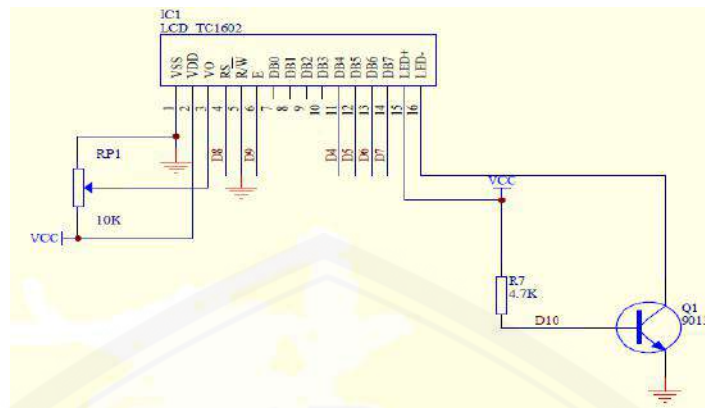 IC1
LCD TC1602
VSS
VDD
VO
RS
R/W
E
DB0
DB1
DB2
DB3
DB4
DB5
DB6
DB7
LED+
LED-
1
2
3
4
5
6
7
8
9
10
11
12
13
14
15
16
D8
D9
D4
D5
D6
D7
RP1
10K
VCC
VCC
R7
4.7K
D10
Q1